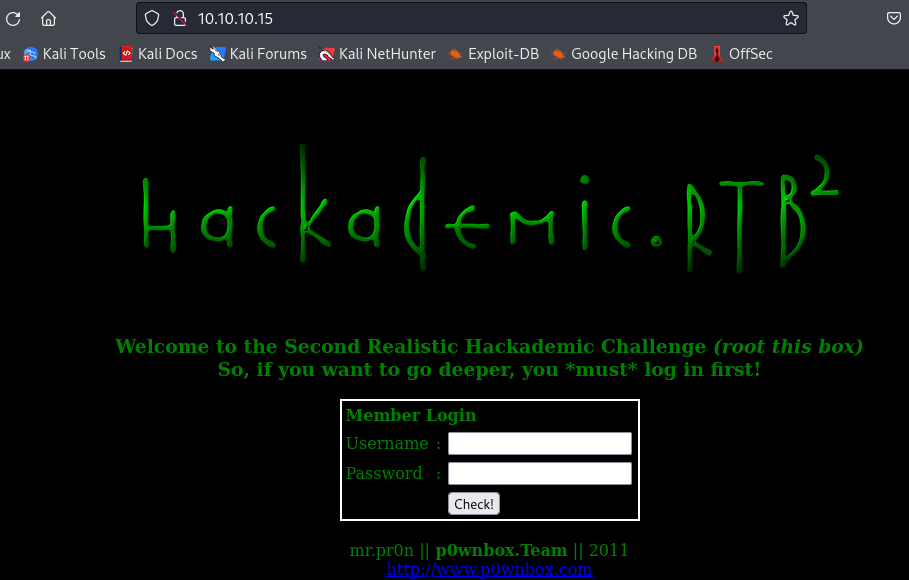 10.10.10.15
ux Kali Tools Kali Docs Kali Forums Kali NetHunter Exploit-DB Google Hacking DB OffSec
Hackademic.RTB2
Welcome to the Second Realistic Hackademic Challenge (root this box)
So, if you want to go deeper, you *must* log in first!
Member Login
Username :
Password :
Check!
mr.pr0n || p0wnbox.Team || 2011
http://www.p0wnbox.com